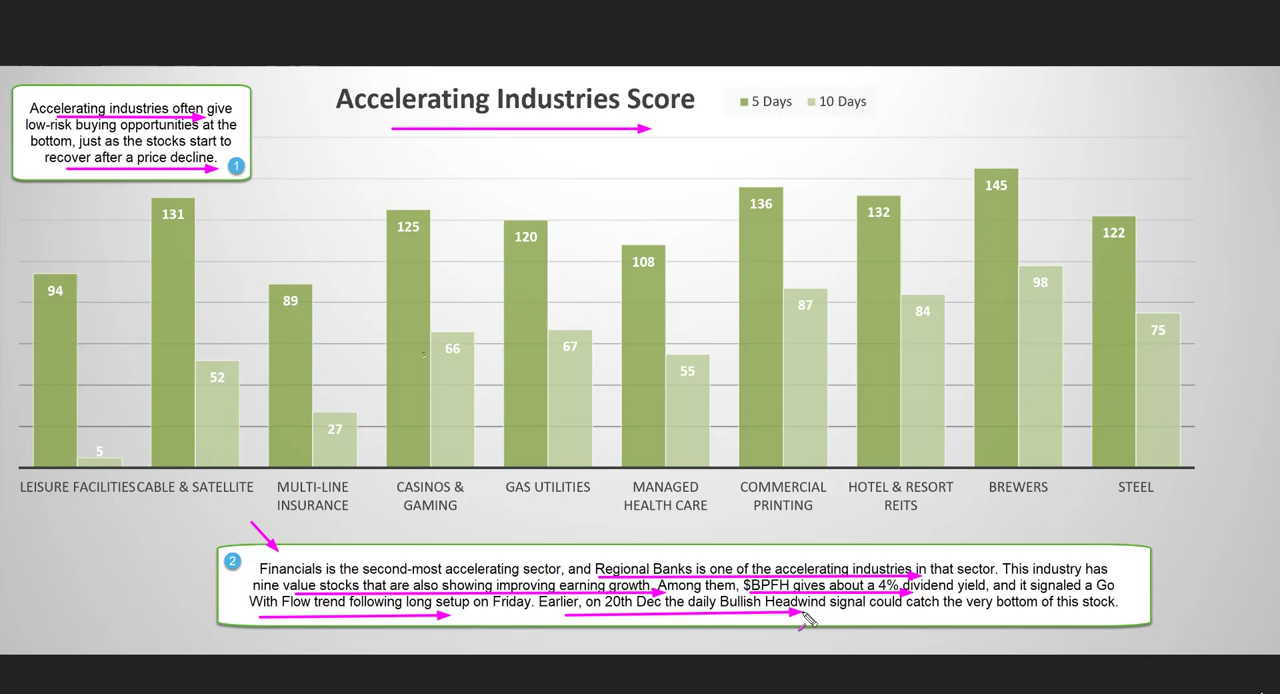 Accelerating industries often give
low-risk buying opportunities at the
bottom, just as the stocks start to
recover after a price decline.
1
Accelerating Industries Score
5 Days
10 Days
94
5
131
52
89
27
125
66
120
67
108
55
136
87
132
84
145
98
122
75
LEISURE FACILITIES
CABLE & SATELLITE
MULTI-LINE
INSURANCE
CASINOS &
GAMING
GAS UTILITIES
MANAGED
HEALTH CARE
COMMERCIAL
PRINTING
HOTEL & RESORT
REITS
BREWERS
STEEL
2
Financials is the second-most accelerating sector, and Regional Banks is one of the accelerating industries in that sector. This industry has
nine value stocks that are also showing improving earning growth. Among them, $BPFH gives about a 4% dividend yield, and it signaled a Go
With Flow trend following long setup on Friday. Earlier, on 20th Dec the daily Bullish Headwind signal could catch the very bottom of this stock.